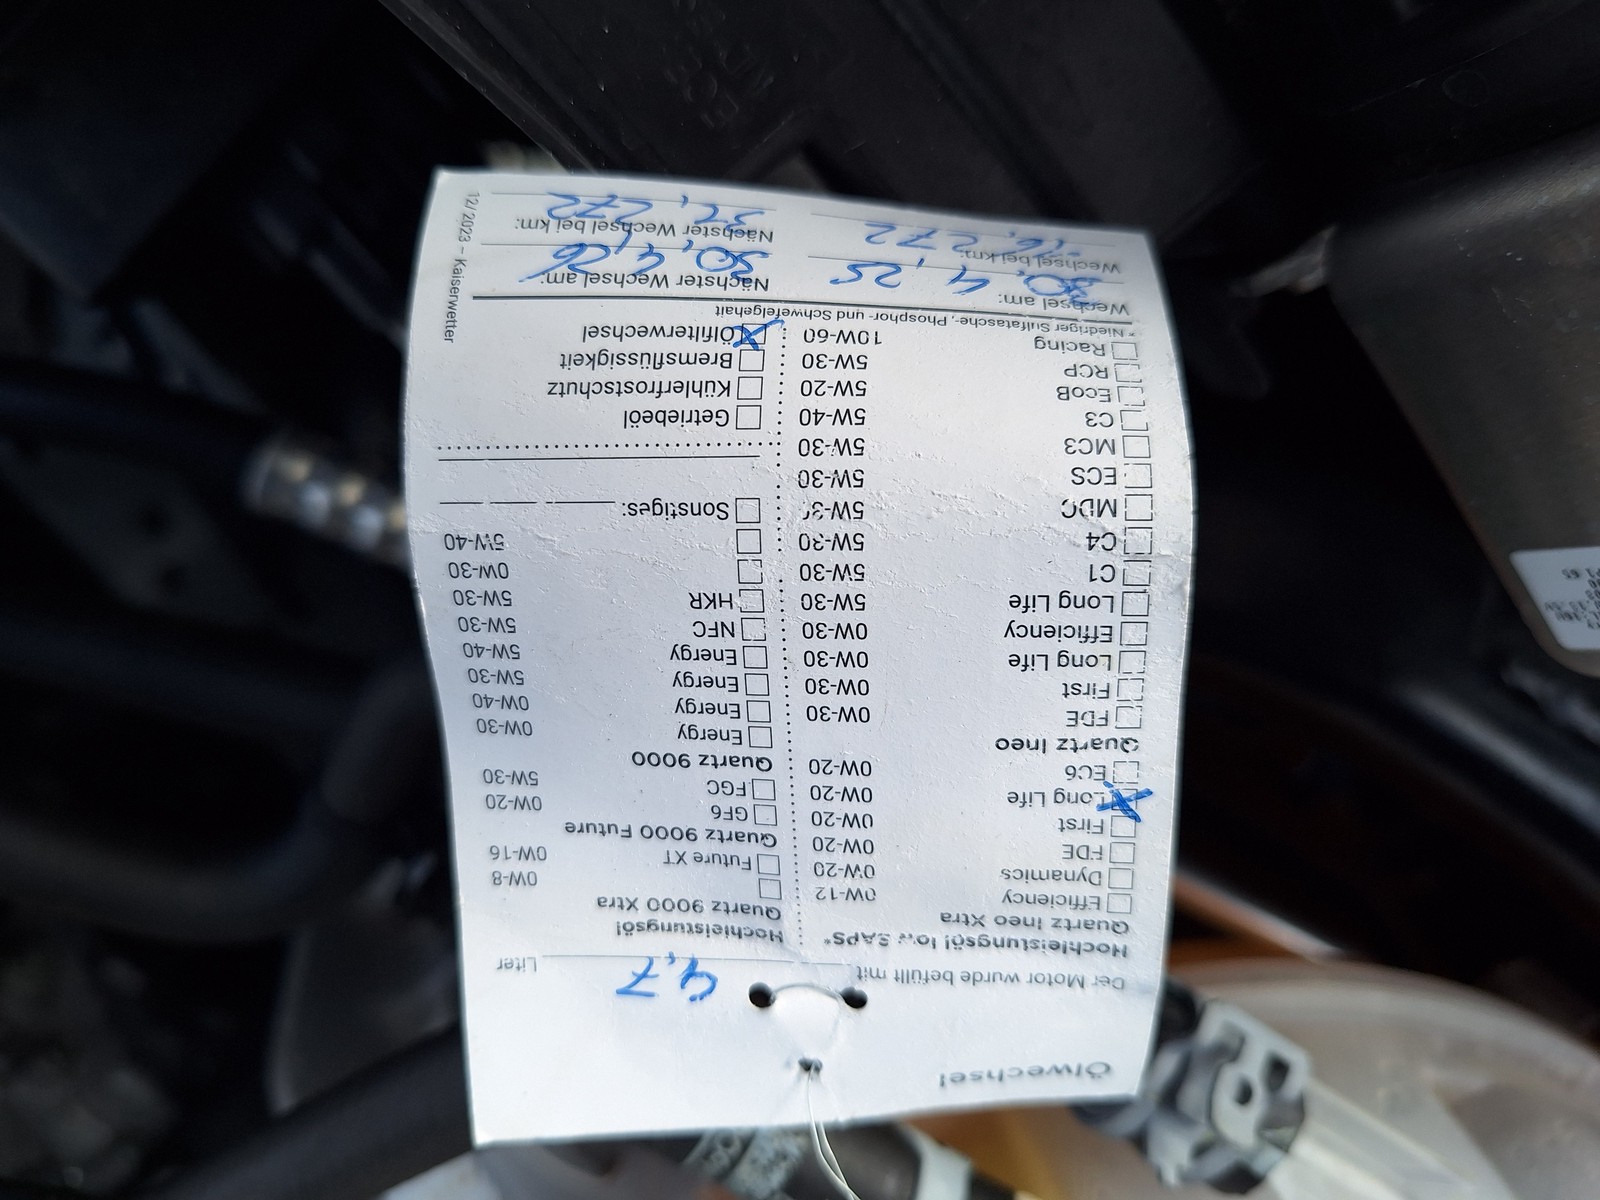 Ölwechsel
Der Motor wurde befüllt mit 4,7 Liter
Hochleistungsöl low SAPS*
Quartz Ineo Xtra
Efficiency 0W-12
Dynamics 0W-20
FDE 0W-20
First 0W-20
X Long Life 0W-20
EC6 0W-20
Quartz Ineo
FDE 0W-30
First 0W-30
Long Life 0W-30
Efficiency 0W-30
Long Life 5W-30
C1 5W-30
C4 5W-30
MDC 5W-30
ECS 5W-30
MC3 5W-30
C3 5W-40
EcoB 5W-20
RCP 5W-30
Racing 10W-60
* Niedriger Sulfatasche-, Phosphor- und Schwefelgehalt
Hochleistungsöl
Quartz 9000 Xtra
0W-8
Future XT 0W-16
Quartz 9000 Future
GF6 0W-20
FGC 5W-30
Quartz 9000
Energy 0W-30
Energy 0W-40
Energy 5W-30
Energy 5W-40
NFC 5W-30
HKR 5W-30
0W-30
5W-40
Sonstiges:
Getriebeöl
Kühlerfrostschutz
Bremsflüssigkeit
X Ölfilterwechsel
Wechsel am: 30.4.25
Nächster Wechsel am: 30.4.26
Wechsel bei km:
Nächster Wechsel bei km:
12/2023 – Kaiserwetter